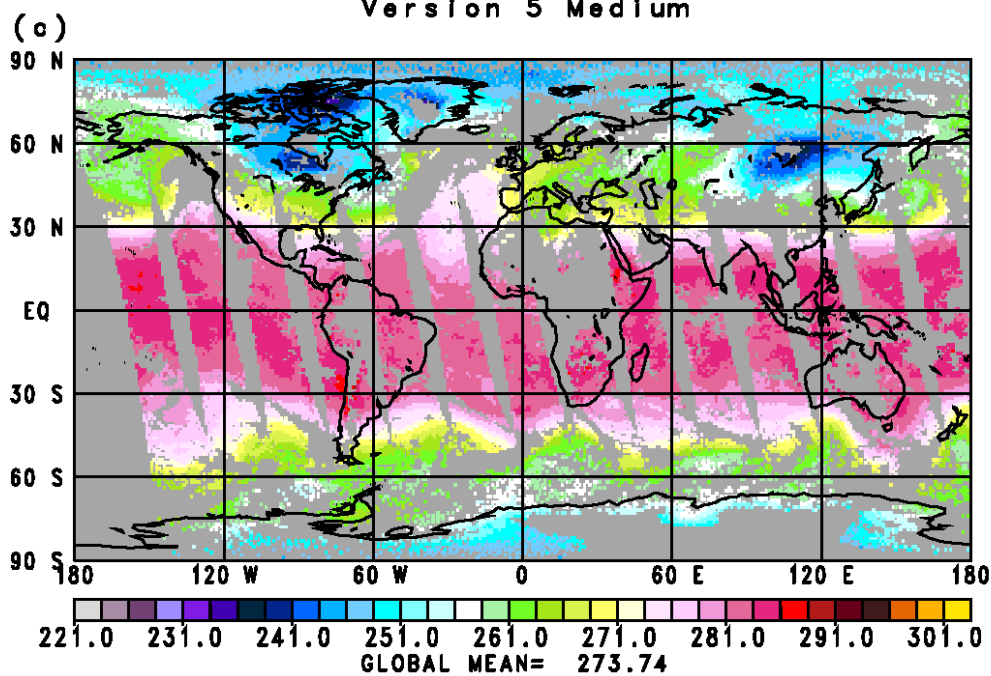 Version 5 Medium
(c)
90 N
60 N
30 N
EQ
30 S
60 S
90 S
180 120 W 60 W 0 60 E 120 E 180
221.0 231.0 241.0 251.0 261.0 271.0 281.0 291.0 301.0
GLOBAL MEAN= 273.74